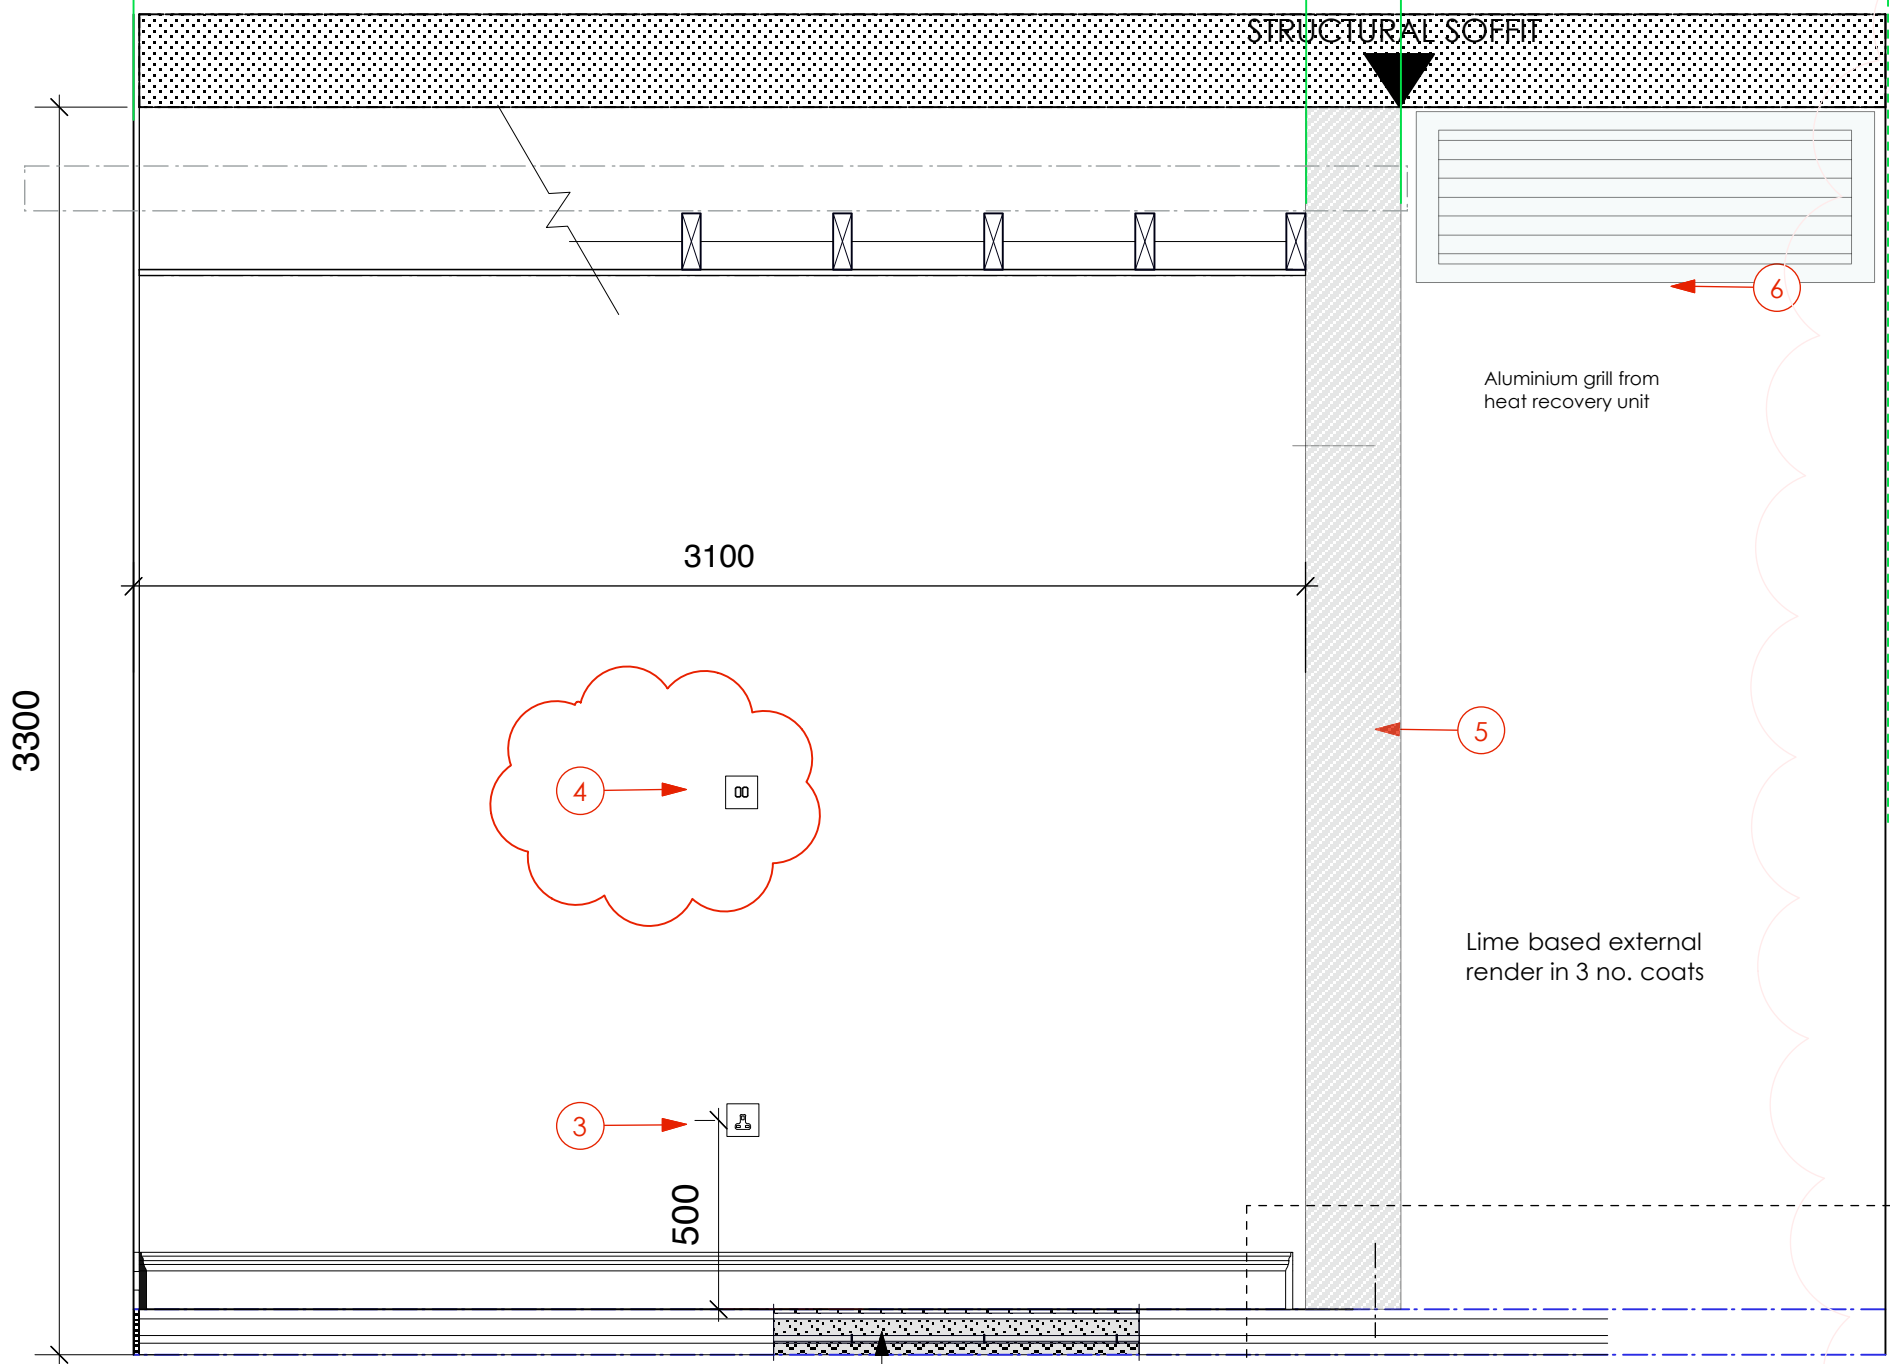 STRUCTURAL SOFFIT
6
Aluminium grill from
heat recovery unit
3100
3300
5
4
Lime based external
render in 3 no. coats
3
500